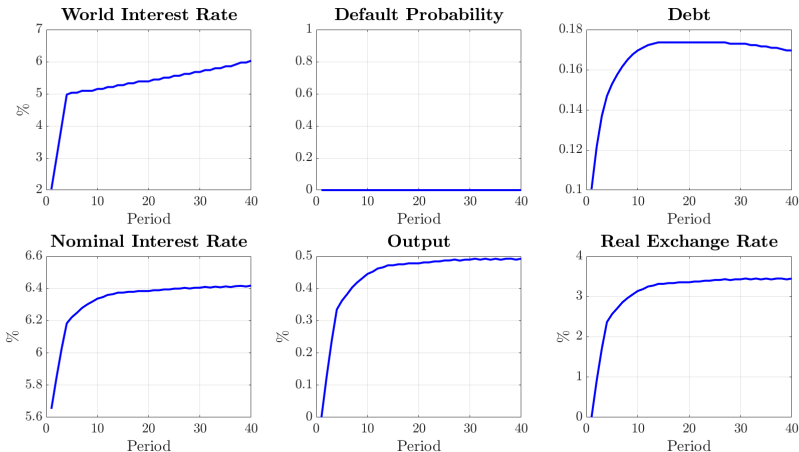 World Interest Rate
7
6
5
4
3
2
%
0 10 20 30 40
Period
Default Probability
1
0.8
0.6
0.4
0.2
0
0 10 20 30 40
Period
Debt
0.18
0.16
0.14
0.12
0.1
0 10 20 30 40
Period
Nominal Interest Rate
6.6
6.4
6.2
6
5.8
5.6
%
0 10 20 30 40
Period
Output
0.5
0.4
0.3
0.2
0.1
0
%
0 10 20 30 40
Period
Real Exchange Rate
4
3
2
1
0
%
0 10 20 30 40
Period